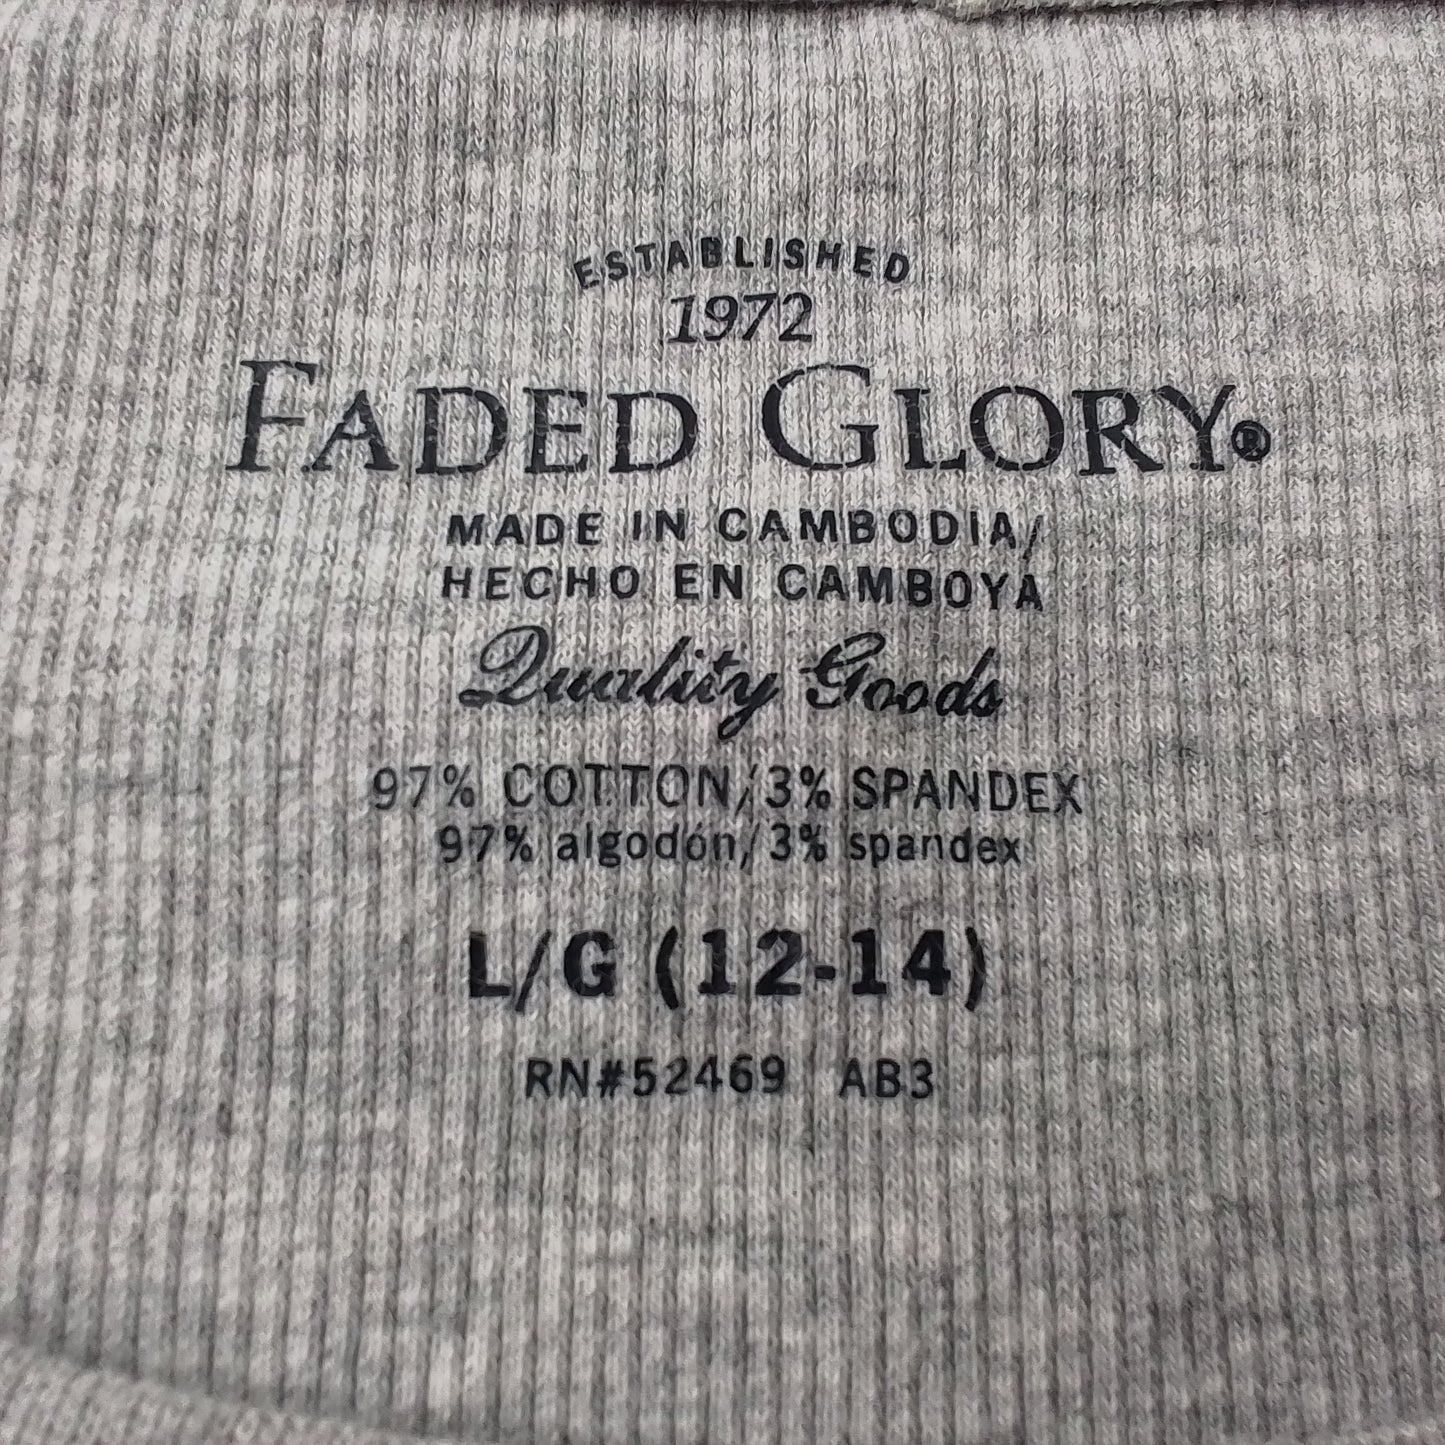 ESTABLISHED
1972
FADED GLORY®
MADE IN CAMBODIA/
HECHO EN CAMBOYA
Quality Goods
97% COTTON/3% SPANDEX
97% algodón/3% spandex
L/G (12-14)
RN#52469 AB3